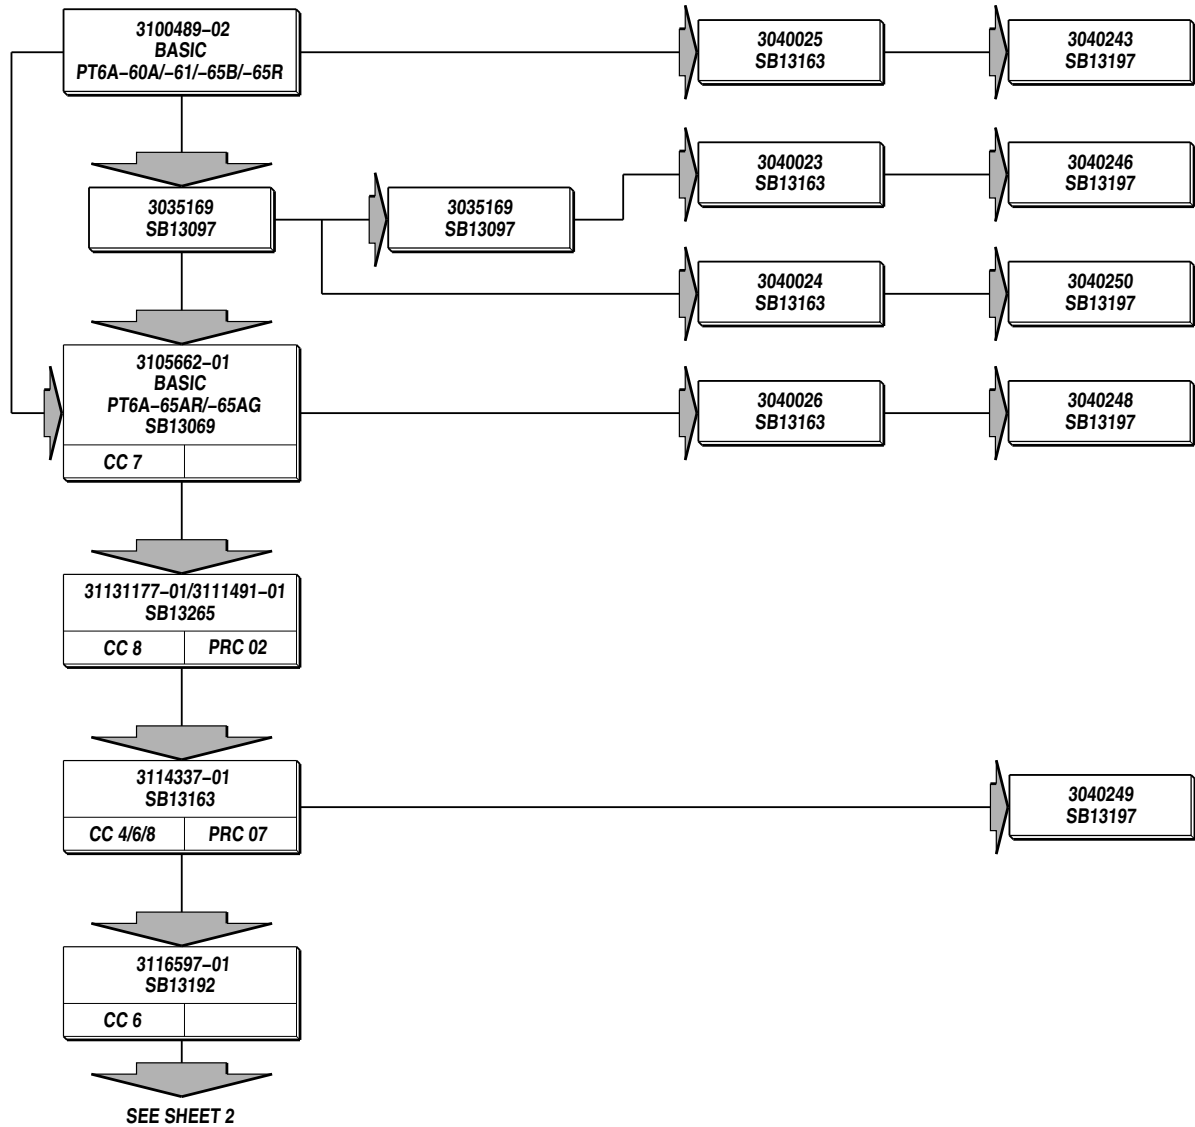 3100489–02
BASIC
PT6A–60A/–61/–65B/–65R
3040025
SB13163
3040243
SB13197
3040023
SB13163
3040246
SB13197
3035169
SB13097
3035169
SB13097
3040024
SB13163
3040250
SB13197
3105662–01
BASIC
PT6A–65AR/–65AG
SB13069
CC 7
3040026
SB13163
3040248
SB13197
31131177–01/3111491–01
SB13265
CC 8 PRC 02
3114337–01
SB13163
CC 4/6/8 PRC 07
3040249
SB13197
3116597–01
SB13192
CC 6
SEE SHEET 2